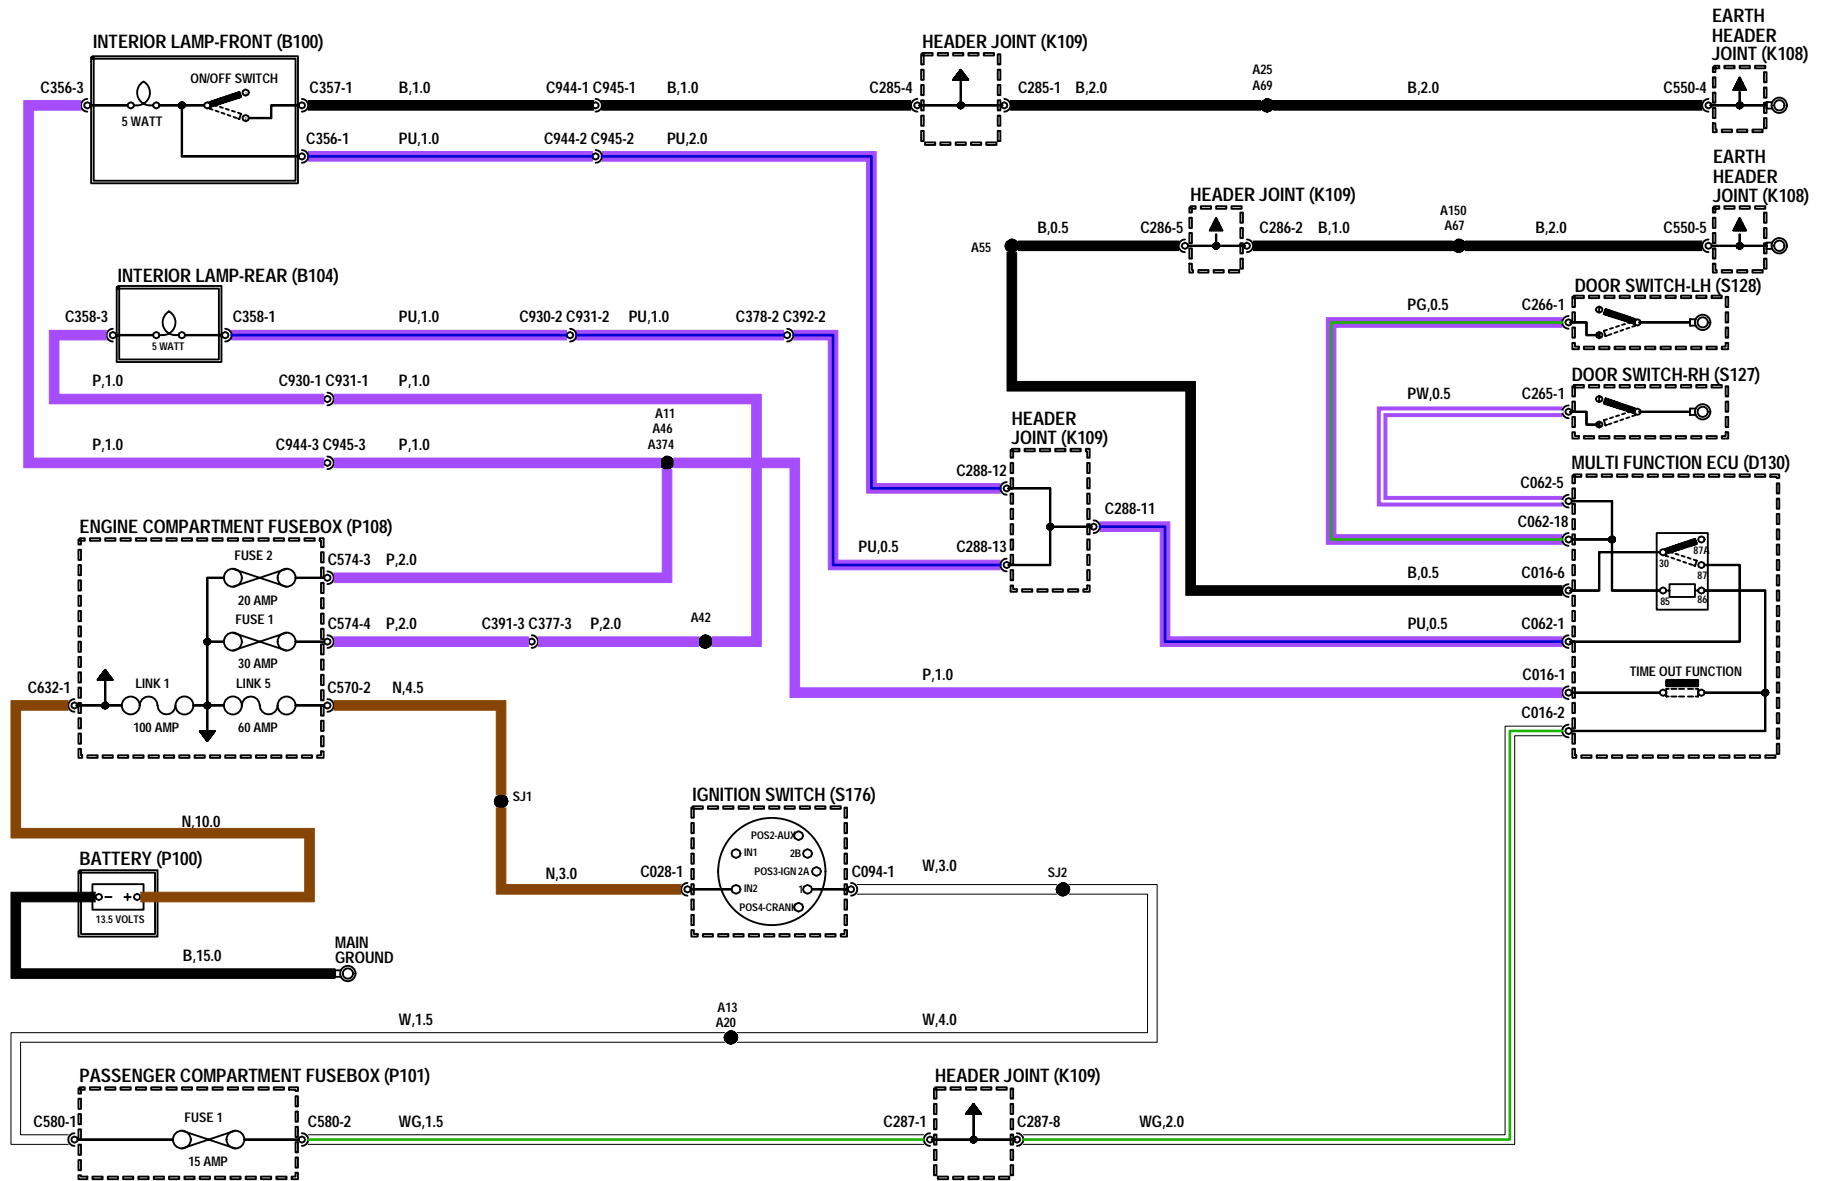 EARTH
HEADER
JOINT (K108)
INTERIOR LAMP-FRONT (B100)
HEADER JOINT (K109)
C356-3
ON/OFF SWITCH
5 WATT
C357-1
B,1.0
C944-1 C945-1
B,1.0
C285-4
C285-1
B,2.0
A25
A69
B,2.0
C550-4
C356-1
PU,1.0
C944-2 C945-2
PU,2.0
EARTH
HEADER
JOINT (K108)
HEADER JOINT (K109)
A55
B,0.5
C286-5
C286-2
B,1.0
A150
A67
B,2.0
C550-5
INTERIOR LAMP-REAR (B104)
C358-3
5 WATT
C358-1
PU,1.0
C930-2 C931-2
PU,1.0
C378-2 C392-2
DOOR SWITCH-LH (S128)
PG,0.5
C266-1
DOOR SWITCH-RH (S127)
PW,0.5
C265-1
P,1.0
C930-1 C931-1
P,1.0
A11
A46
A374
P,1.0
C944-3 C945-3
P,1.0
HEADER
JOINT (K109)
C288-12
C288-11
C288-13
PU,0.5
MULTI FUNCTION ECU (D130)
C062-5
C062-18
87A
30
87
85
86
B,0.5
C016-6
PU,0.5
C062-1
TIME OUT FUNCTION
P,1.0
C016-1
C016-2
ENGINE COMPARTMENT FUSEBOX (P108)
FUSE 2
20 AMP
C574-3
P,2.0
FUSE 1
30 AMP
C574-4
P,2.0
C391-3 C377-3
P,2.0
A42
C632-1
LINK 1
100 AMP
LINK 5
60 AMP
C570-2
N,4.5
SJ1
N,10.0
BATTERY (P100)
- +
13.5 VOLTS
B,15.0
MAIN
GROUND
IGNITION SWITCH (S176)
N,3.0
C028-1
POS2-AUX
IN1
2B
POS3-IGN 2A
IN2
1
POS4-CRANK
C094-1
W,3.0
SJ2
W,1.5
A13
A20
W,4.0
PASSENGER COMPARTMENT FUSEBOX (P101)
C580-1
FUSE 1
15 AMP
C580-2
WG,1.5
HEADER JOINT (K109)
C287-1
C287-8
WG,2.0